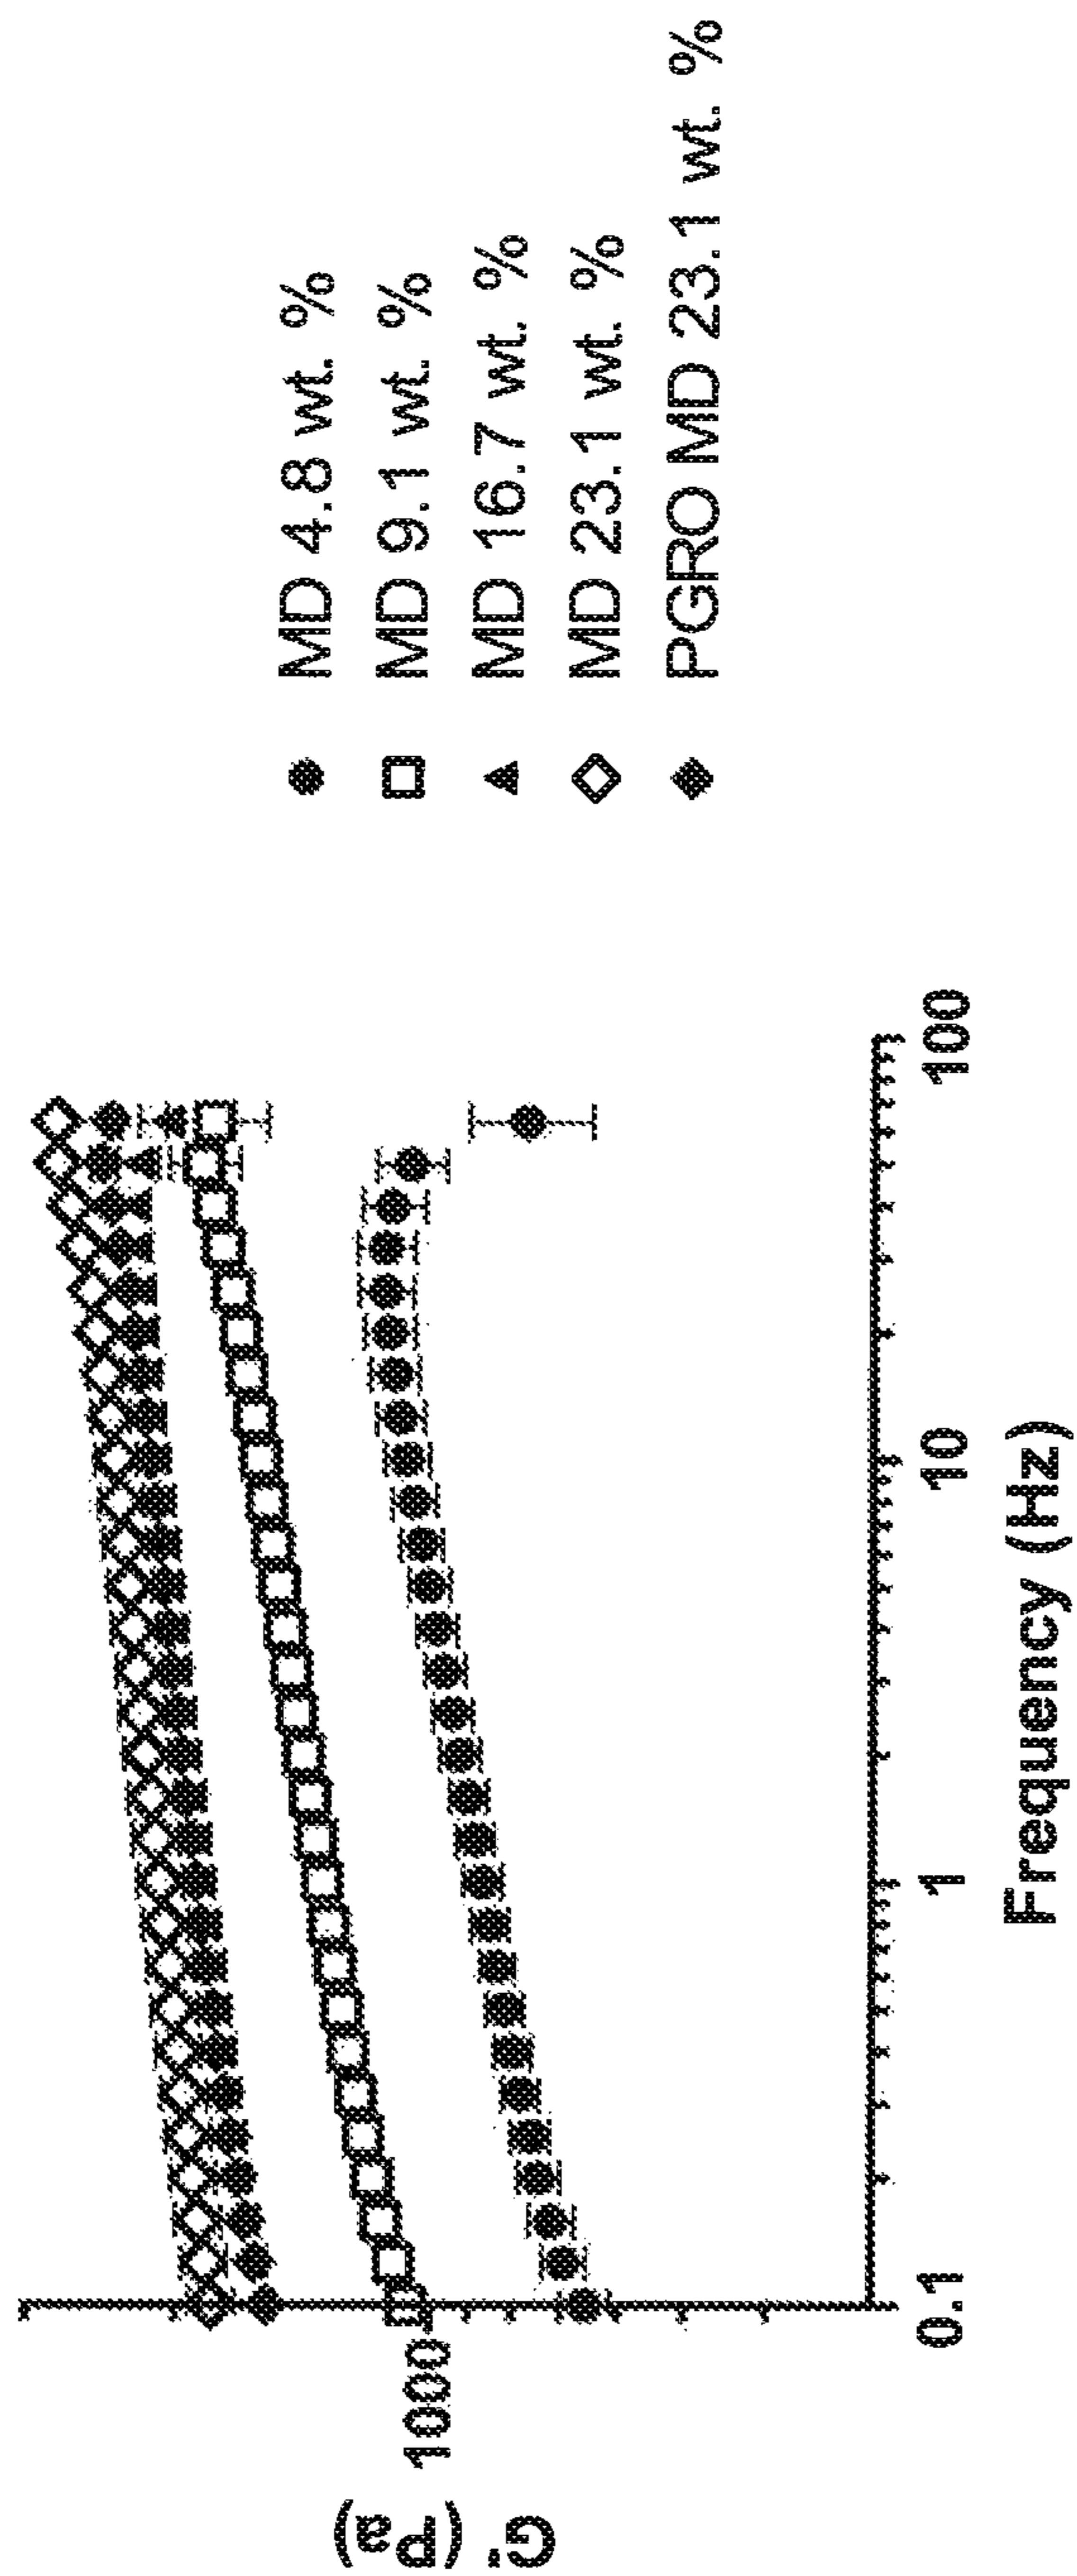 G' (Pa)
1000
0.1
1
10
100
Frequency (Hz)
MD 4.8 wt. %
MD 9.1 wt. %
MD 16.7 wt. %
MD 23.1 wt. %
PGRO MD 23.1 wt. %